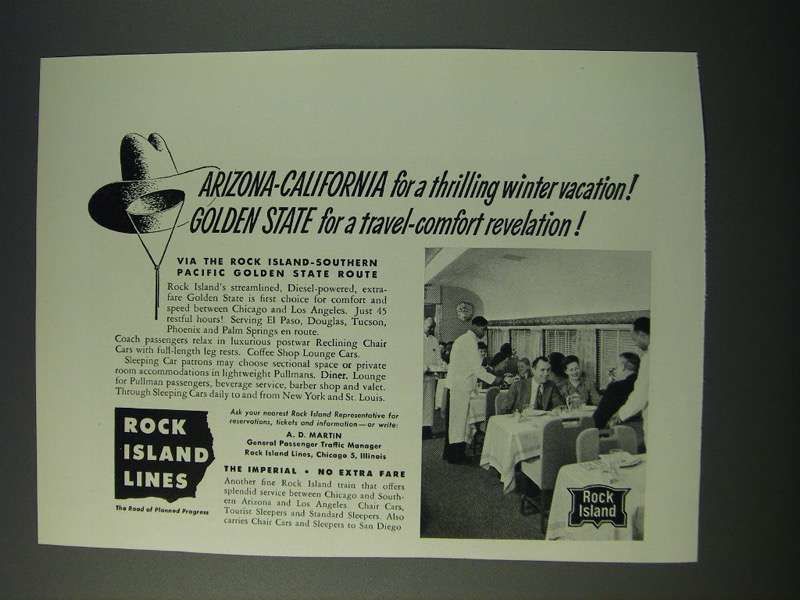 ARIZONA-CALIFORNIA for a thrilling winter vacation!
GOLDEN STATE for a travel-comfort revelation!
VIA THE ROCK ISLAND-SOUTHERN
PACIFIC GOLDEN STATE ROUTE
Rock Island's streamlined, Diesel-powered, extra-
fare Golden State is first choice for comfort and
speed between Chicago and Los Angeles. Just 45
restful hours! Serving El Paso, Douglas, Tucson,
Phoenix and Palm Springs en route.
Coach passengers relax in luxurious postwar Reclining Chair
Cars with full-length leg rests. Coffee Shop Lounge Cars.
Sleeping Car patrons may choose sectional space or private
room accommodations in lightweight Pullmans. Diner, Lounge
for Pullman passengers, beverage service, barber shop and valet.
Through Sleeping Cars daily to and from New York and St. Louis.
ROCK
ISLAND
LINES
The Road of Planned Progress
Ask your nearest Rock Island Representative for
reservations, tickets and information—or write:
A. D. MARTIN
General Passenger Traffic Manager
Rock Island Lines, Chicago 5, Illinois
THE IMPERIAL • NO EXTRA FARE
Another fine Rock Island train that offers
splendid service between Chicago and South-
ern Arizona and Los Angeles. Chair Cars,
Tourist Sleepers and Standard Sleepers. Also
carries Chair Cars and Sleepers to San Diego
Rock
Island